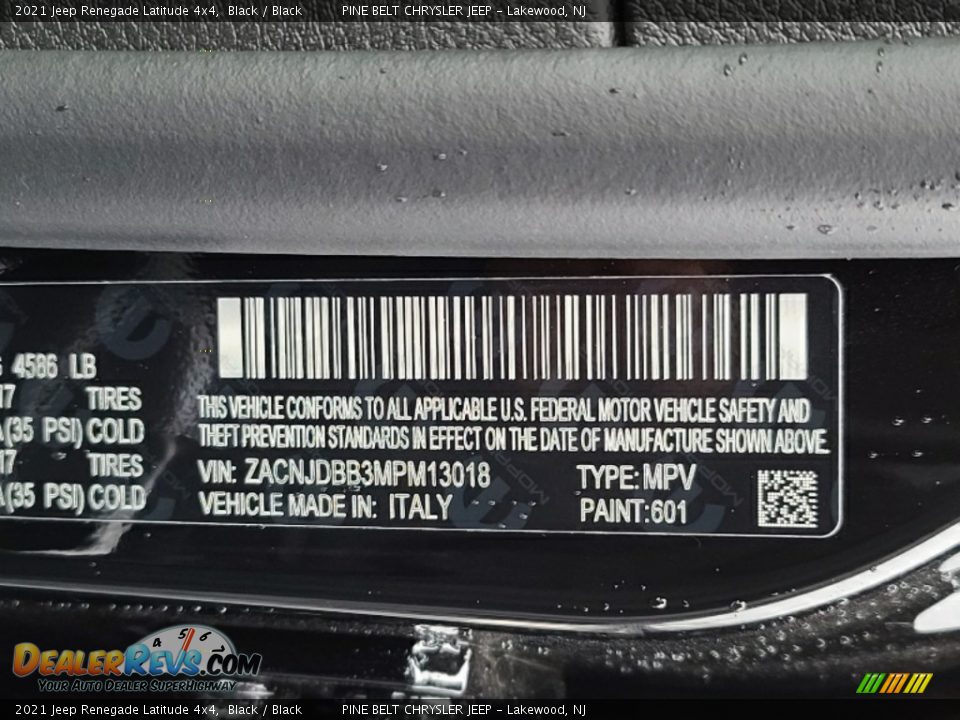 2021 Jeep Renegade Latitude 4x4, Black / Black PINE BELT CHRYSLER JEEP - Lakewood, NJ
4586 LB
TIRES
(35 PSI) COLD
TIRES
(35 PSI) COLD
THIS VEHICLE CONFORMS TO ALL APPLICABLE U.S. FEDERAL MOTOR VEHICLE SAFETY AND
THEFT PREVENTION STANDARDS IN EFFECT ON THE DATE OF MANUFACTURE SHOWN ABOVE.
VIN: ZACNJDBB3MPM13018 TYPE: MPV
VEHICLE MADE IN: ITALY PAINT:601
4 5 6
DEALERREVS.COM
YOUR AUTO DEALER SUPERHIGHWAY
2021 Jeep Renegade Latitude 4x4, Black / Black PINE BELT CHRYSLER JEEP - Lakewood, NJ